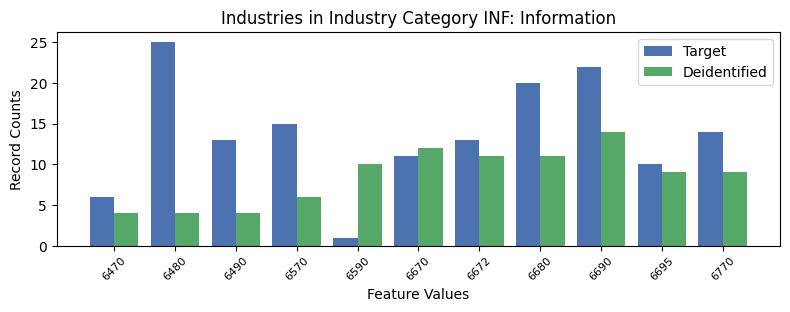 Industries in Industry Category INF: Information
Target
Deidentified
Record Counts
25
20
15
10
5
0
6470 6480 6490 6570 6590 6670 6672 6680 6690 6695 6770
Feature Values